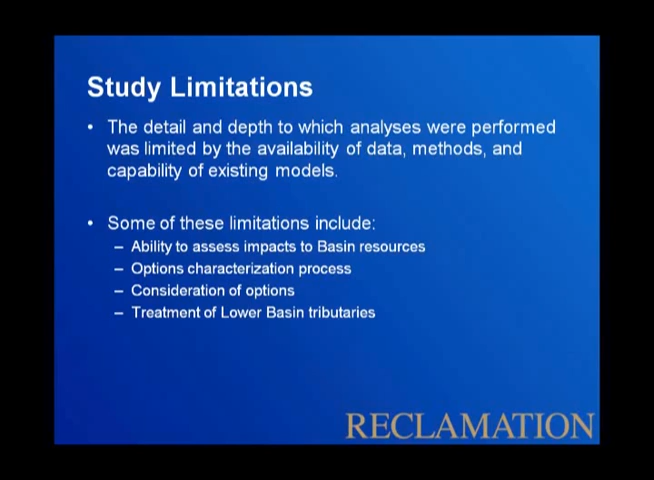 Study Limitations
• The detail and depth to which analyses were performed
was limited by the availability of data, methods, and
capability of existing models.
• Some of these limitations include:
– Ability to assess impacts to Basin resources
– Options characterization process
– Consideration of options
– Treatment of Lower Basin tributaries
RECLAMATION